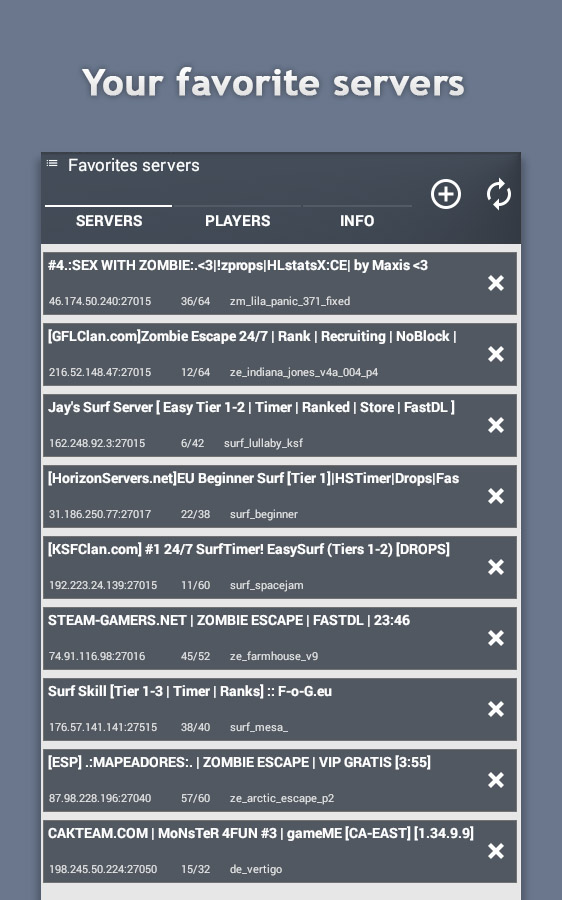 Your favorite servers
Favorites servers
SERVERS PLAYERS INFO
#4.:SEX WITH ZOMBIE:.<3|!zprops|HLstatsX:CE| by Maxis <3
46.174.50.240:27015 36/64 zm_lila_panic_371_fixed
[GFLClan.com]Zombie Escape 24/7 | Rank | Recruiting | NoBlock |
216.52.148.47:27015 12/64 ze_indiana_jones_v4a_004_p4
Jay's Surf Server [ Easy Tier 1-2 | Timer | Ranked | Store | FastDL ]
162.248.92.3:27015 6/42 surf_lullaby_ksf
[HorizonServers.net]EU Beginner Surf [Tier 1]|HSTimer|Drops|Fas
31.186.250.77:27017 22/38 surf_beginner
[KSFClan.com] #1 24/7 SurfTimer! EasySurf (Tiers 1-2) [DROPS]
192.223.24.139:27015 11/60 surf_spacejam
STEAM-GAMERS.NET | ZOMBIE ESCAPE | FASTDL | 23:46
74.91.116.98:27016 45/52 ze_farmhouse_v9
Surf Skill [Tier 1-3 | Timer | Ranks] :: F-o-G.eu
176.57.141.141:27515 38/40 surf_mesa_
[ESP] .:MAPEADORES:. | ZOMBIE ESCAPE | VIP GRATIS [3:55]
87.98.228.196:27040 57/60 ze_arctic_escape_p2
CAKTEAM.COM | MoNsTeR 4FUN #3 | gameME [CA-EAST] [1.34.9.9]
198.245.50.224:27050 15/32 de_vertigo